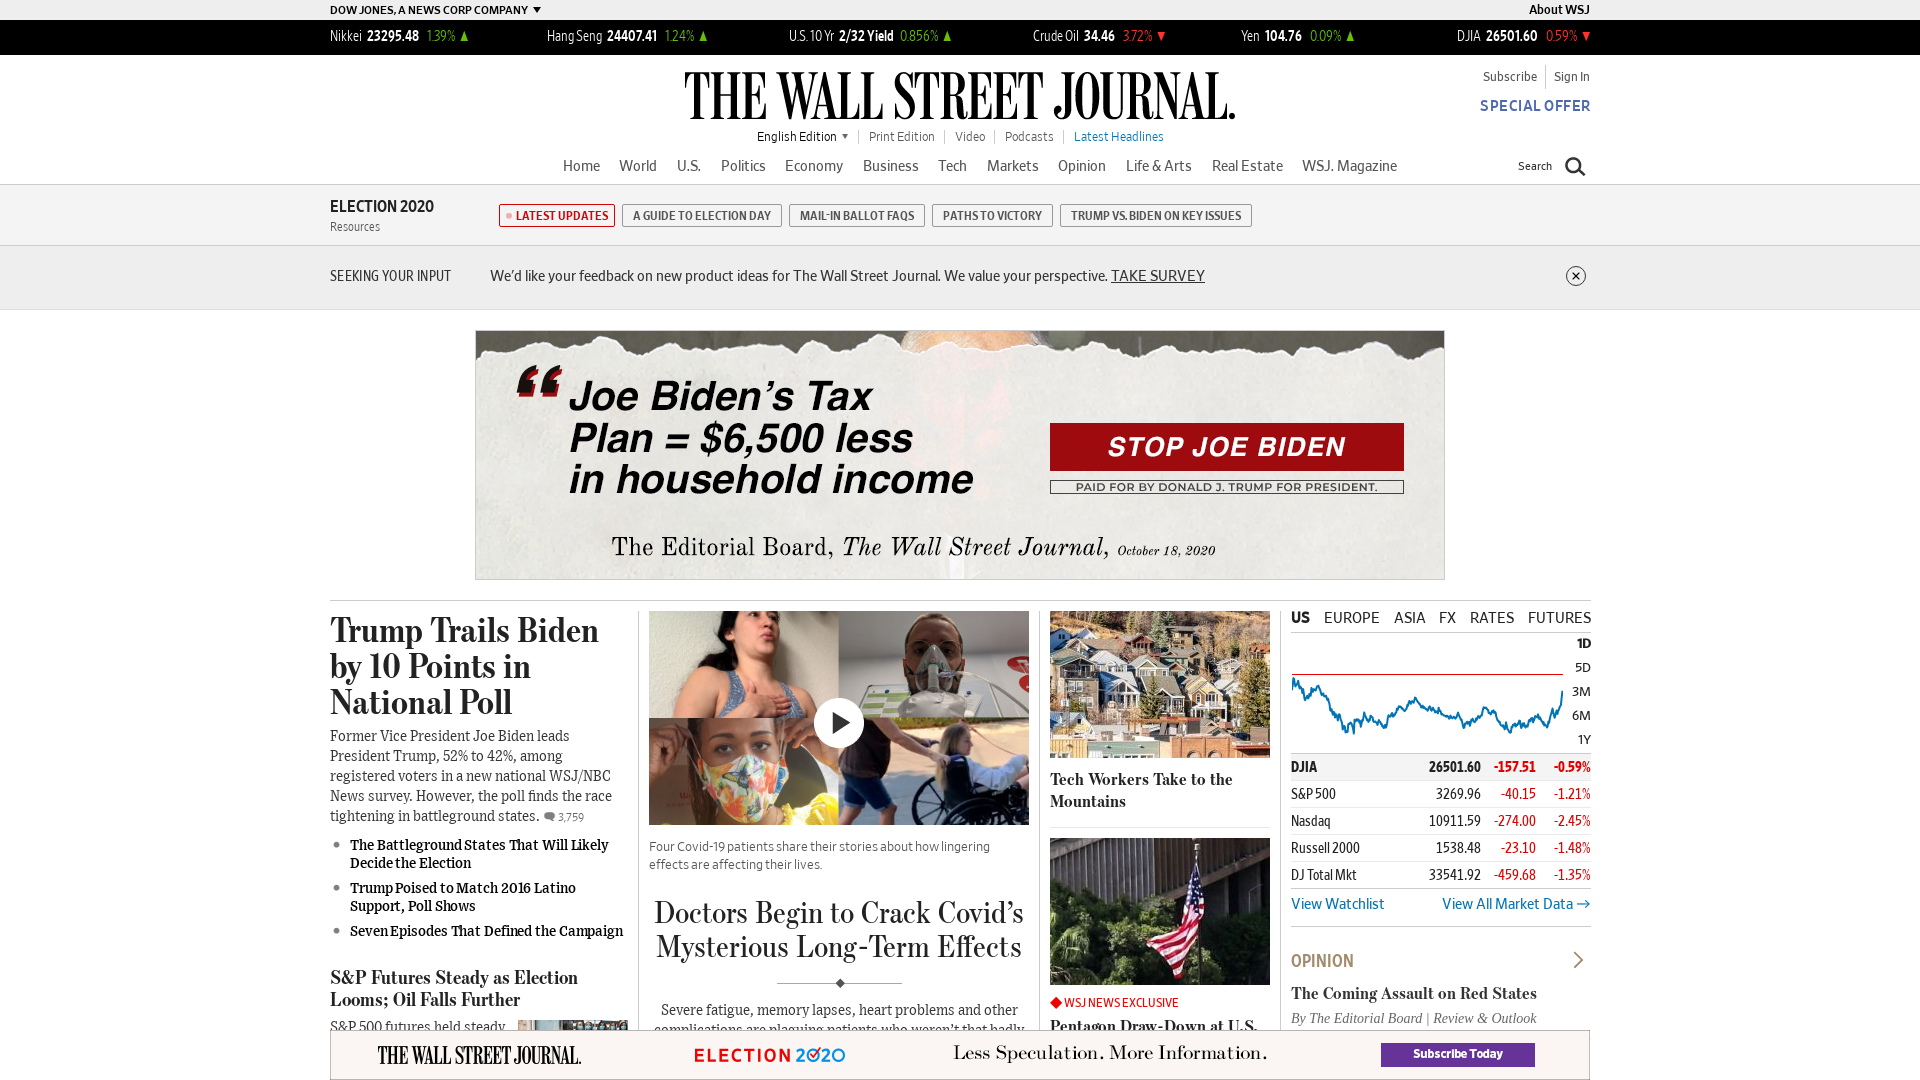 DOW JONES, A NEWS CORP COMPANY
About WSJ
Nikkei 23295.48 1.39%
Hang Seng 24407.41 1.24%
U.S. 10 Yr 2/32 Yield 0.856%
Crude Oil 34.46 3.72%
Yen 104.76 0.09%
DJIA 26501.60 0.59%
THE WALL STREET JOURNAL.
Subscribe
Sign In
SPECIAL OFFER
English Edition
Print Edition
Video
Podcasts
Latest Headlines
Home World U.S. Politics Economy Business Tech Markets Opinion Life & Arts Real Estate WSJ. Magazine
Search
ELECTION 2020
Resources
LATEST UPDATES
A GUIDE TO ELECTION DAY
MAIL-IN BALLOT FAQS
PATHS TO VICTORY
TRUMP VS. BIDEN ON KEY ISSUES
SEEKING YOUR INPUT
We’d like your feedback on new product ideas for The Wall Street Journal. We value your perspective. TAKE SURVEY
“Joe Biden’s Tax
Plan = $6,500 less
in household income
STOP JOE BIDEN
PAID FOR BY DONALD J. TRUMP FOR PRESIDENT.
The Editorial Board, The Wall Street Journal, October 18, 2020
Trump Trails Biden
by 10 Points in
National Poll
Former Vice President Joe Biden leads
President Trump, 52% to 42%, among
registered voters in a new national WSJ/NBC
News survey. However, the poll finds the race
tightening in battleground states. 3,759
The Battleground States That Will Likely
Decide the Election
Trump Poised to Match 2016 Latino
Support, Poll Shows
Seven Episodes That Defined the Campaign
S&P Futures Steady as Election
Looms; Oil Falls Further
S&P 500 futures held steady
Four Covid-19 patients share their stories about how lingering
effects are affecting their lives.
Doctors Begin to Crack Covid’s
Mysterious Long-Term Effects
Severe fatigue, memory lapses, heart problems and other
complications are plaguing patients who weren’t that badly
Tech Workers Take to the
Mountains
WSJ NEWS EXCLUSIVE
Pentagon Draw-Down at U.S.
US EUROPE ASIA FX RATES FUTURES
1D
5D
3M
6M
1Y
DJIA 26501.60 -157.51 -0.59%
S&P 500 3269.96 -40.15 -1.21%
Nasdaq 10911.59 -274.00 -2.45%
Russell 2000 1538.48 -23.10 -1.48%
DJ Total Mkt 33541.92 -459.68 -1.35%
View Watchlist
View All Market Data
OPINION
The Coming Assault on Red States
By The Editorial Board | Review & Outlook
THE WALL STREET JOURNAL.
ELECTION 2020
Less Speculation. More Information.
Subscribe Today